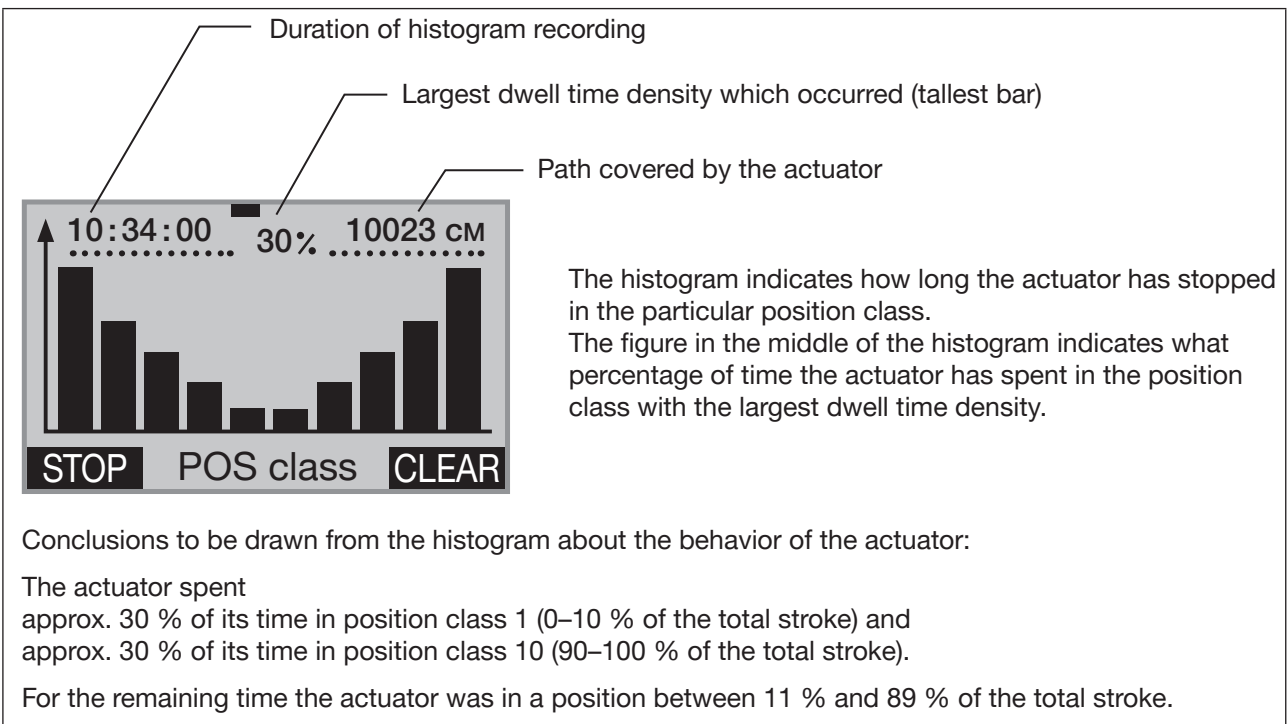 Duration of histogram recording
Largest dwell time density which occurred (tallest bar)
Path covered by the actuator
10:34:00
30%
10023 CM
The histogram indicates how long the actuator has stopped
in the particular position class.
The figure in the middle of the histogram indicates what
percentage of time the actuator has spent in the position
class with the largest dwell time density.
STOP POS class CLEAR
Conclusions to be drawn from the histogram about the behavior of the actuator:
The actuator spent
approx. 30 % of its time in position class 1 (0–10 % of the total stroke) and
approx. 30 % of its time in position class 10 (90–100 % of the total stroke).
For the remaining time the actuator was in a position between 11 % and 89 % of the total stroke.